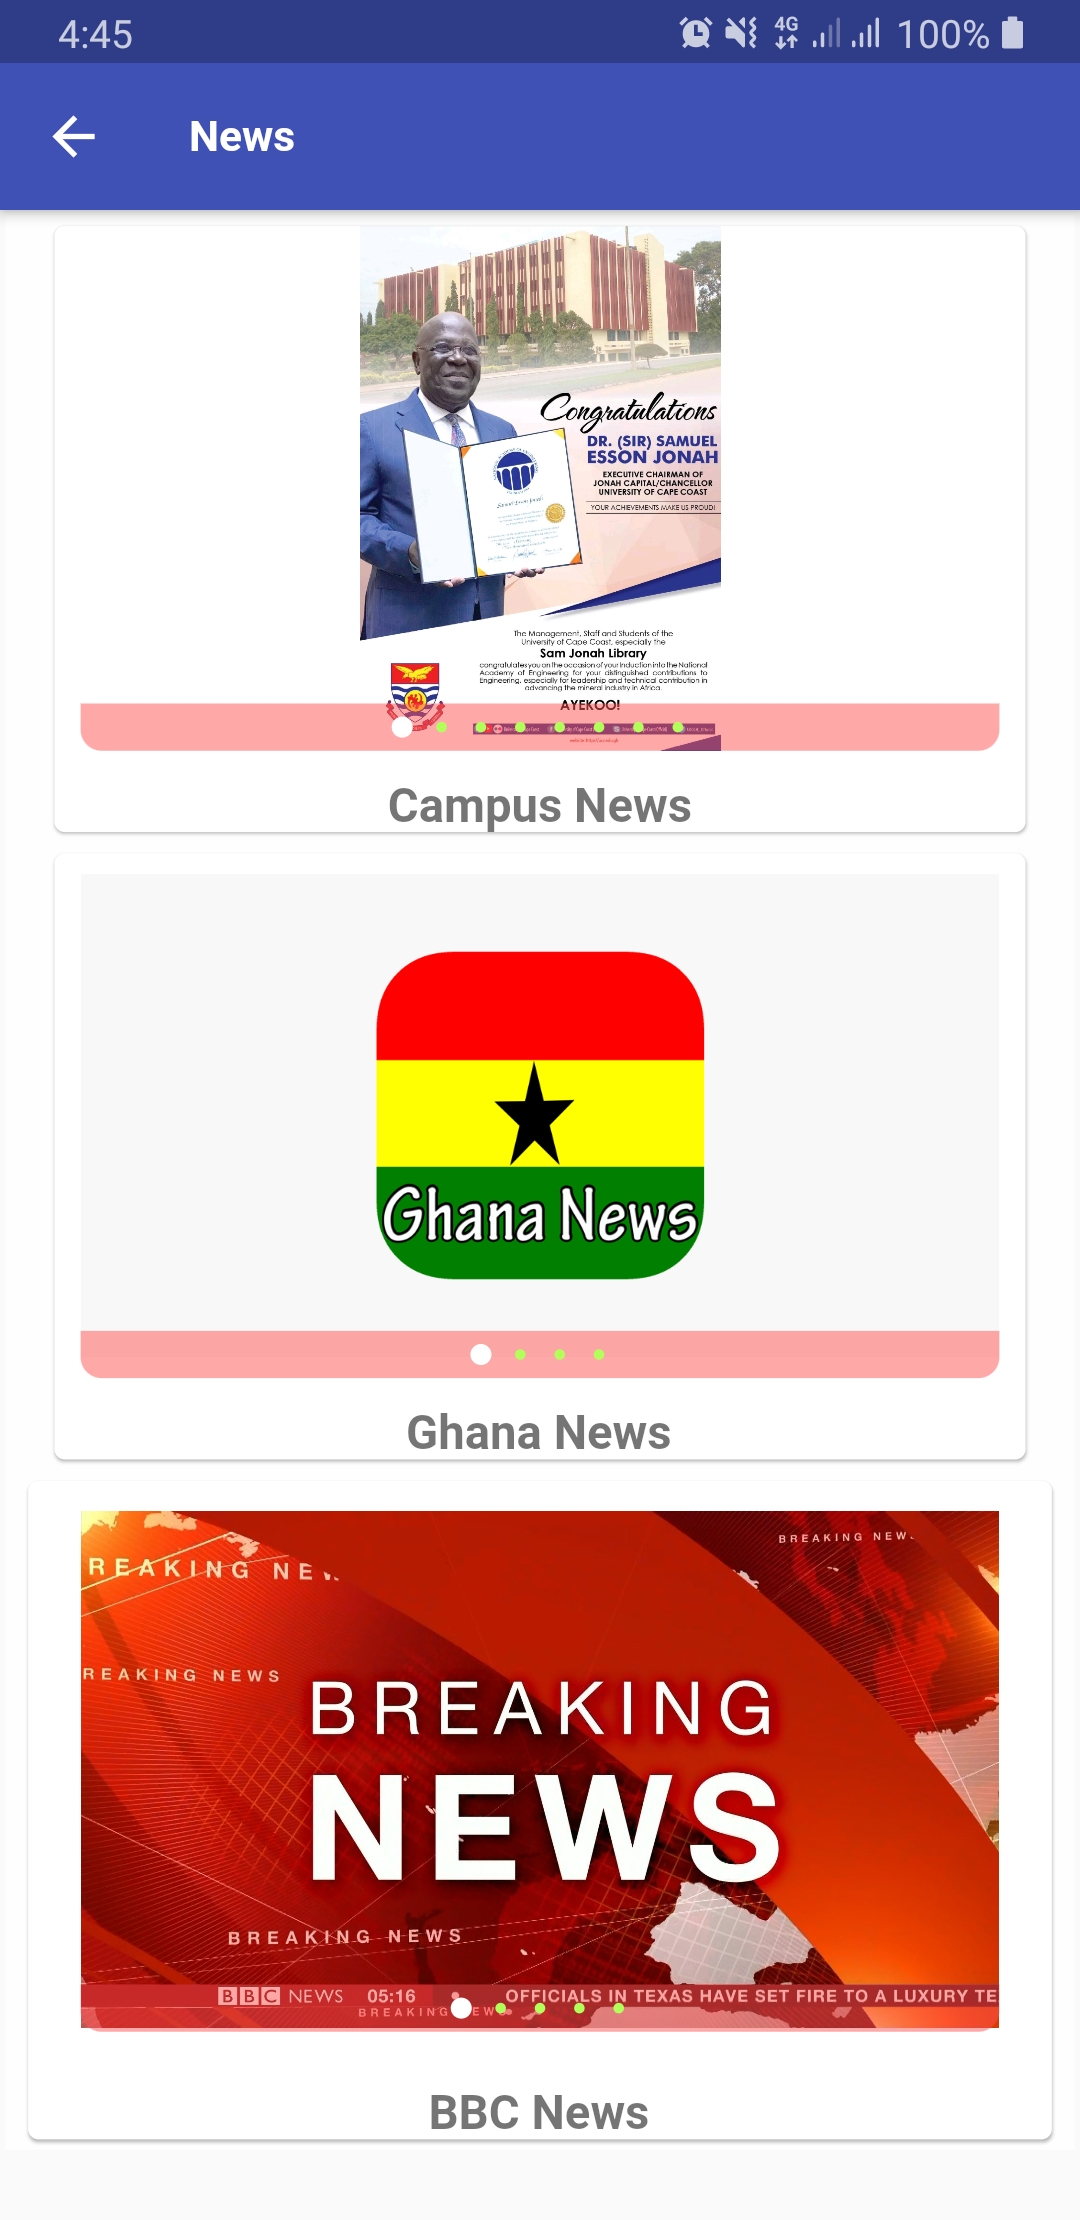 4:45
4G
100%
News
Congratulations
DR. (SIR) SAMUEL
ESSON JONAH
EXECUTIVE CHAIRMAN OF
JONAH CAPITAL/CHANCELLOR
UNIVERSITY OF CAPE COAST
YOUR ACHIEVEMENTS MAKE US PROUD!
The Management, Staff and Students of the
University of Cape Coast, especially the
Sam Jonah Library
congratulates you on the occasion of your Induction into the National
Academy of Engineering for your distinguished contributions to
Engineering, especially for leadership and technical contribution in
advancing the mineral industry in Africa.
AYEKOO!
Campus News
Ghana News
Ghana News
BREAKING NEW
REAKING NEW
REAKING NEWS
BREAKING
NEWS
BREAKING NEWS
BBC NEWS 05:16 OFFICIALS IN TEXAS HAVE SET FIRE TO A LUXURY TE
BREAKING NEWS
BBC News